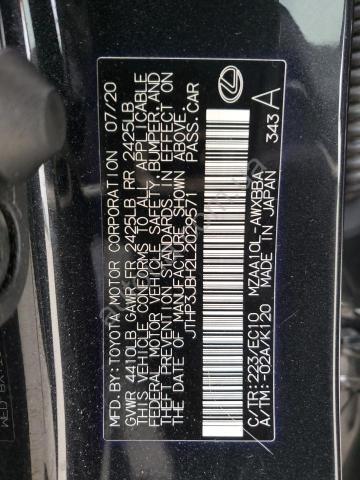 MFD.BY:TOYOTA MOTOR CORPORATION 07/20
GVWR 4410LB GAWR FR 2425LB RR 2425LB
THIS VEHICLE CONFORMS TO ALL APPLICABLE
FEDERAL MOTOR VEHICLE SAFETY, BUMPER, AND
THEFT PREVENTION STANDARDS IN EFFECT ON
THE DATE OF MANUFACTURE SHOWN ABOVE.
JTHP3JBH2L2029571 PASS.CAR
C/TR:223/EC10 MZAA10L-AWXBBA
A/TM:-02A/K120 MADE IN JAPAN
343 A